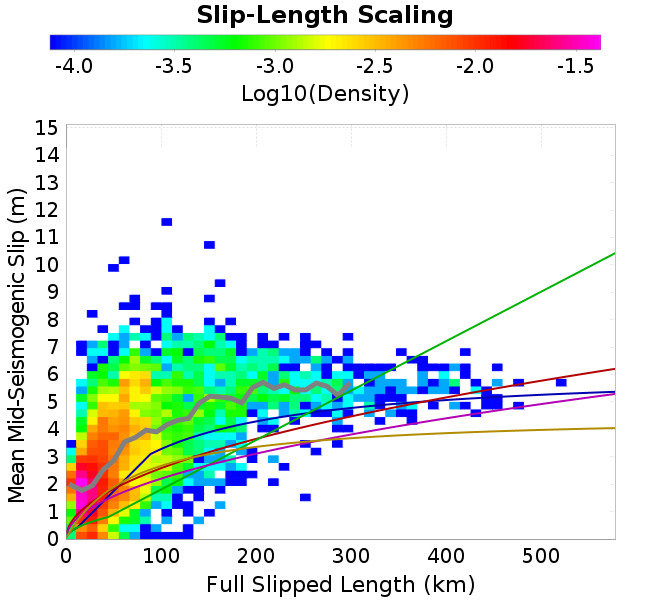 Slip-Length Scaling
-4.0 -3.5 -3.0 -2.5 -2.0 -1.5
Log10(Density)
Mean Mid-Seismogenic Slip (m)
15
14
13
12
11
10
9
8
7
6
5
4
3
2
1
0
0 100 200 300 400 500
Full Slipped Length (km)